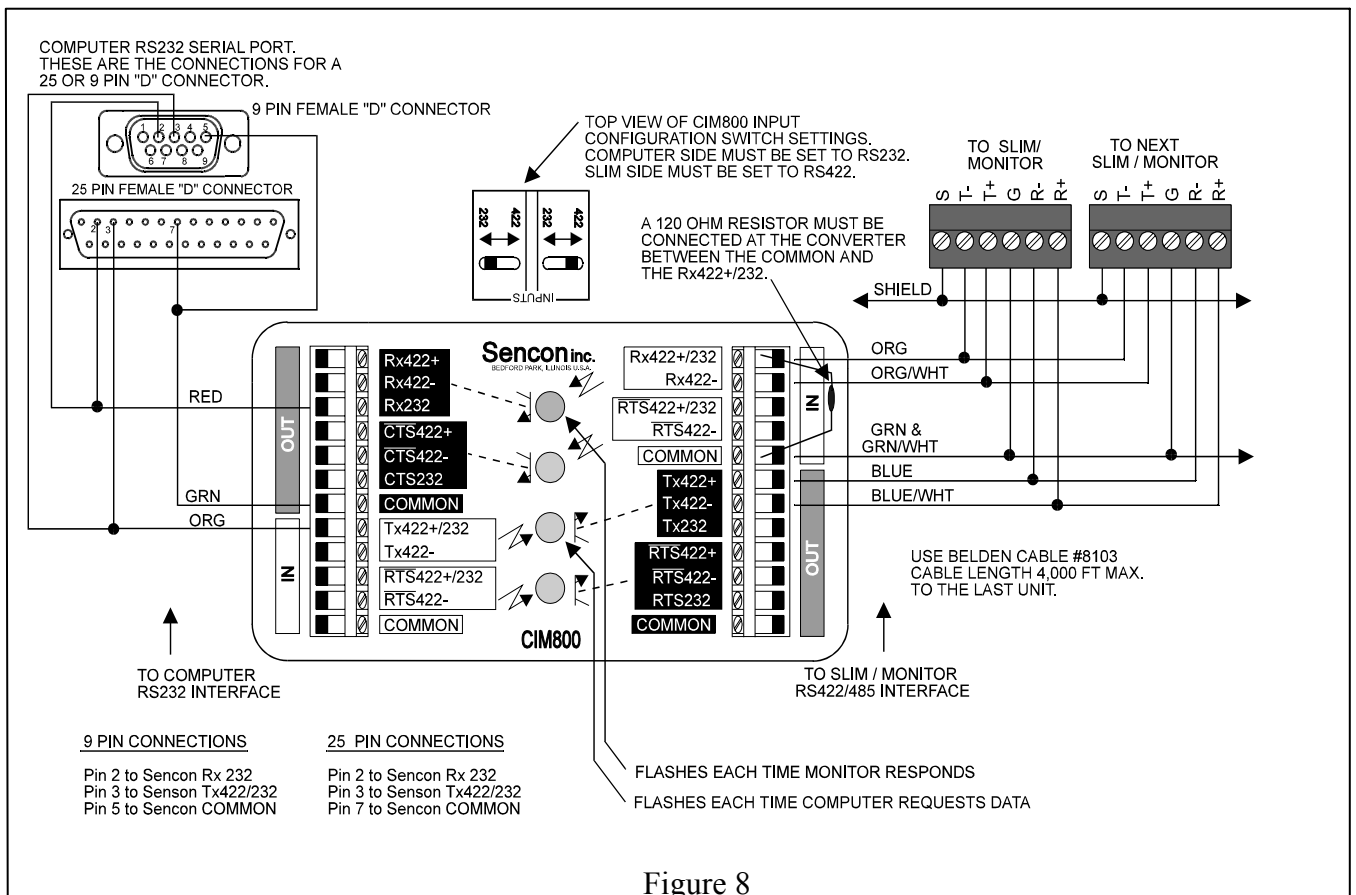 COMPUTER RS232 SERIAL PORT.
THESE ARE THE CONNECTIONS FOR A
25 OR 9 PIN "D" CONNECTOR.
9 PIN FEMALE "D" CONNECTOR
1 2 3 4 5
6 7 8 9
25 PIN FEMALE "D" CONNECTOR
2 3 7
TOP VIEW OF CIM800 INPUT
CONFIGURATION SWITCH SETTINGS.
COMPUTER SIDE MUST BE SET TO RS232.
SLIM SIDE MUST BE SET TO RS422.
232 422 232 422
INPUTS
A 120 OHM RESISTOR MUST BE
CONNECTED AT THE CONVERTER
BETWEEN THE COMMON AND
THE Rx422+/232.
TO SLIM/
MONITOR
S T- T+ G R- R+
TO NEXT
SLIM / MONITOR
S T- T+ G R- R+
SHIELD
ORG
ORG/WHT
GRN &
GRN/WHT
BLUE
BLUE/WHT
RED
GRN
ORG
OUT
IN
Rx422+
Rx422-
Rx232
CTS422+
CTS422-
CTS232
COMMON
Tx422+/232
Tx422-
RTS422+/232
RTS422-
COMMON
Sencon inc.
BEDFORD PARK, ILLINOIS U.S.A.
CIM800
Rx422+/232
Rx422-
RTS422+/232
RTS422-
COMMON
Tx422+
Tx422-
Tx232
RTS422+
RTS422-
RTS232
COMMON
IN
OUT
USE BELDEN CABLE #8103
CABLE LENGTH 4,000 FT MAX.
TO THE LAST UNIT.
TO COMPUTER
RS232 INTERFACE
TO SLIM / MONITOR
RS422/485 INTERFACE
9 PIN CONNECTIONS
Pin 2 to Sencon Rx 232
Pin 3 to Senson Tx422/232
Pin 5 to Sencon COMMON
25 PIN CONNECTIONS
Pin 2 to Sencon Rx 232
Pin 3 to Senson Tx422/232
Pin 7 to Sencon COMMON
FLASHES EACH TIME MONITOR RESPONDS
FLASHES EACH TIME COMPUTER REQUESTS DATA
Figure 8